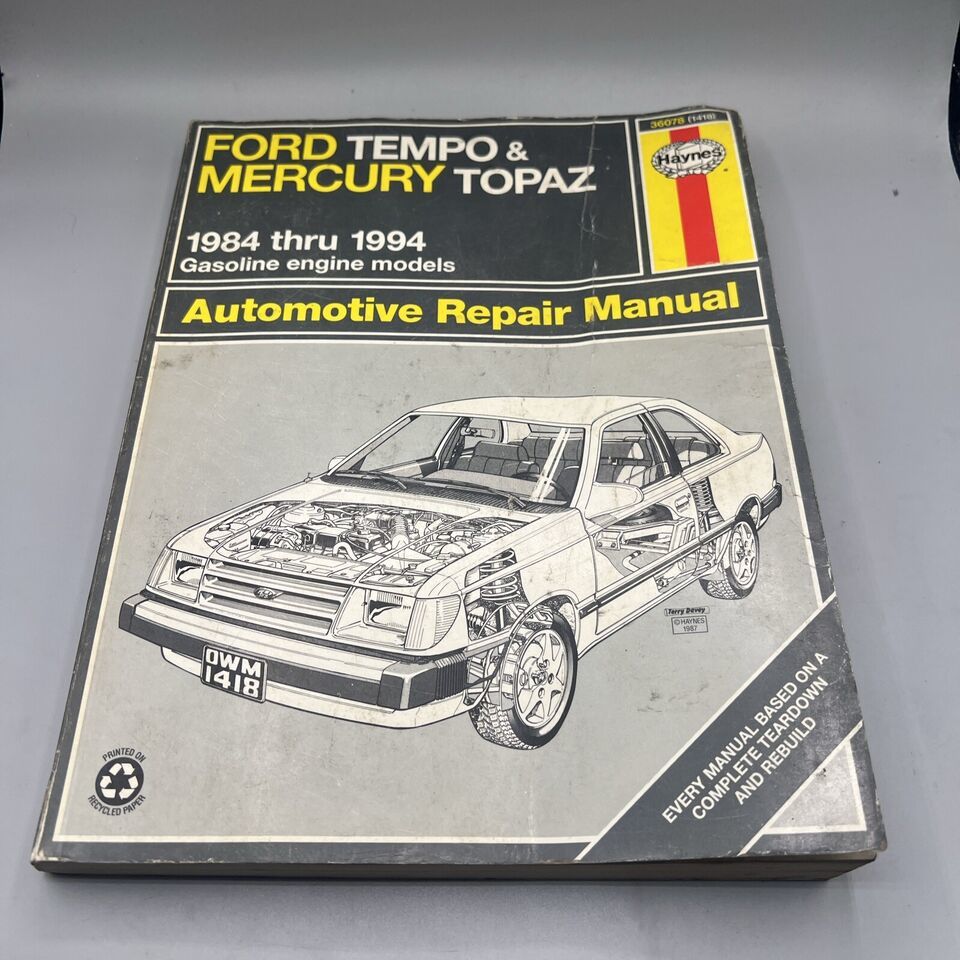 FORD TEMPO &
MERCURY TOPAZ
1984 thru 1994
Gasoline engine models
36078 (1418)
Haynes
Automotive Repair Manual
Terry Davey
© HAYNES
1987
OWM
1418
PRINTED ON
RECYCLED PAPER
EVERY MANUAL BASED ON A
COMPLETE TEARDOWN
AND REBUILD